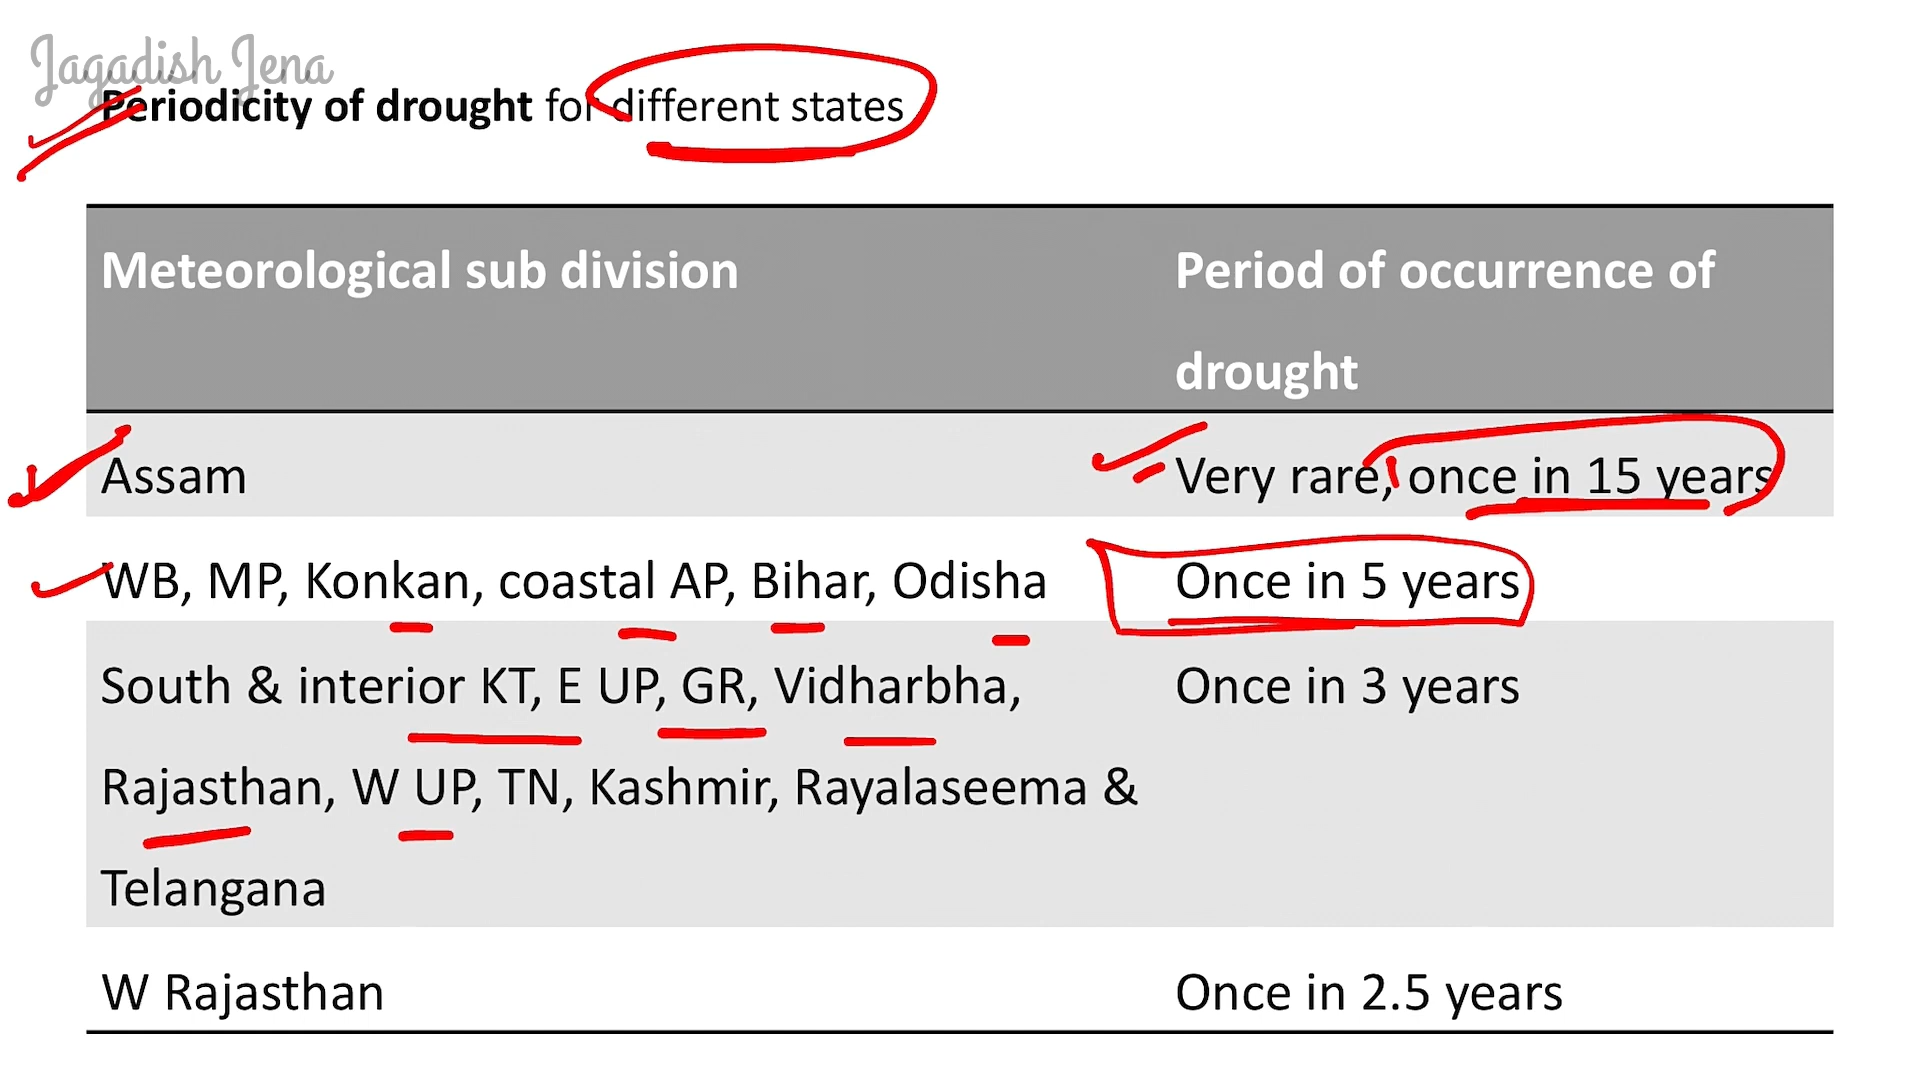 Jagadish Jena
Periodicity of drought for different states
Meteorological sub division
Period of occurrence of
drought
Assam
Very rare, once in 15 years
WB, MP, Konkan, coastal AP, Bihar, Odisha
Once in 5 years
South & interior KT, E UP, GR, Vidharbha,
Rajasthan, W UP, TN, Kashmir, Rayalaseema &
Telangana
Once in 3 years
W Rajasthan
Once in 2.5 years